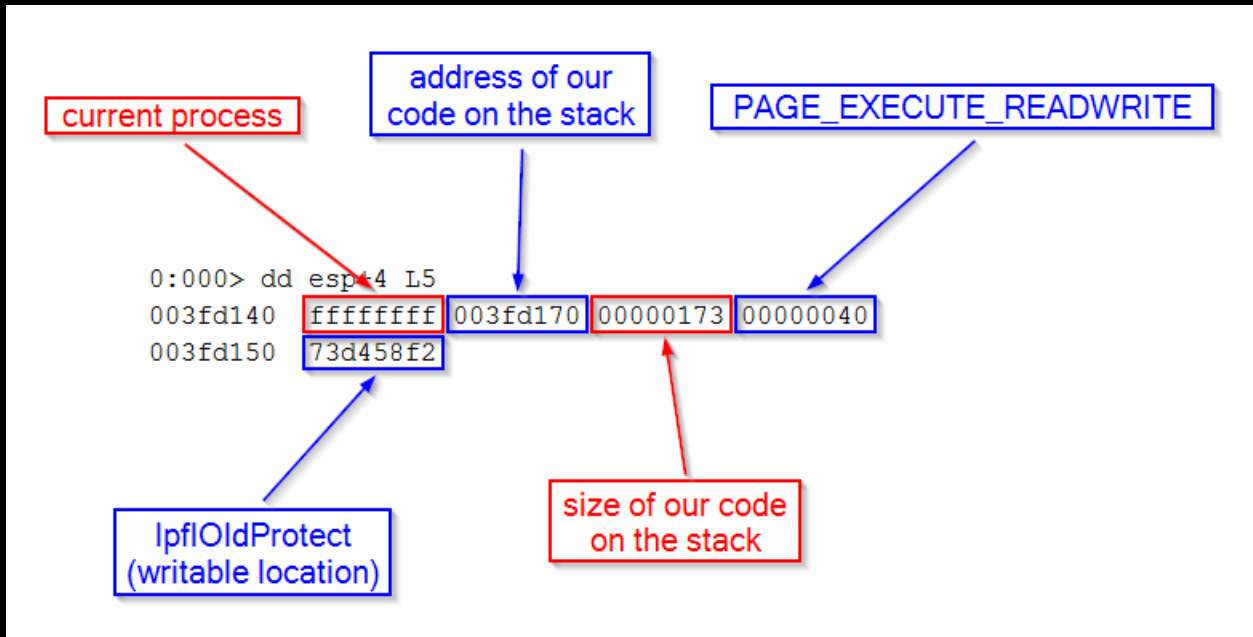 address of our
code on the stack
current process
PAGE_EXECUTE_READWRITE
0:000> dd esp+4 L5
003fd140 ffffffff 003fd170 00000173 00000040
003fd150 73d458f2
size of our code
on the stack
lpflOldProtect
(writable location)